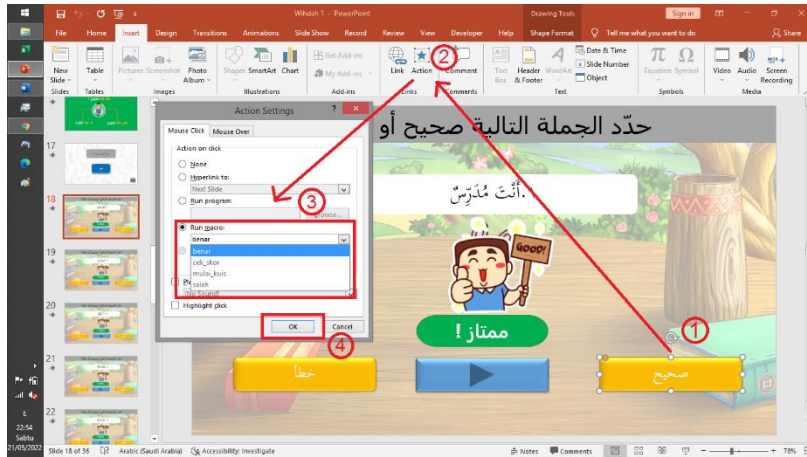 Wihdah 1 - PowerPoint
Drawing Tools
Sign in
File Home Insert Design Transitions Animations Slide Show Record Review View Developer Help Shape Format Tell me what you want to do Share
New Slide
Table
Pictures Screenshot
Photo Album
Shapes SmartArt Chart
Get Add-ins
My Add-ins
Link Action
Comment
Text Box
Header & Footer
WordArt
Date & Time
Slide Number
Object
Equation Symbol
Video Audio
Screen Recording
Slides Tables Images Illustrations Add-ins Links Comments Text Symbols Media
2
Action Settings ? ×
Mouse Click Mouse Over
Action on click
None
Hyperlink to:
Next Slide
Run program:
3
Run macro:
benar
benar
cek_skor
mulai_kuis
salah
Highlight click
OK Cancel
4
حدّد الجملة التالية صحيح أو
١.أَنْتَ مُدَرِّسٌ
GOOD!
ممتاز !
1
صحيح
خطأ
17
18
19
20
21
22
22:54
Sabtu
21/05/2022
Slide 18 of 36 Arabic (Saudi Arabia) Accessibility: Investigate Notes Comments 78%